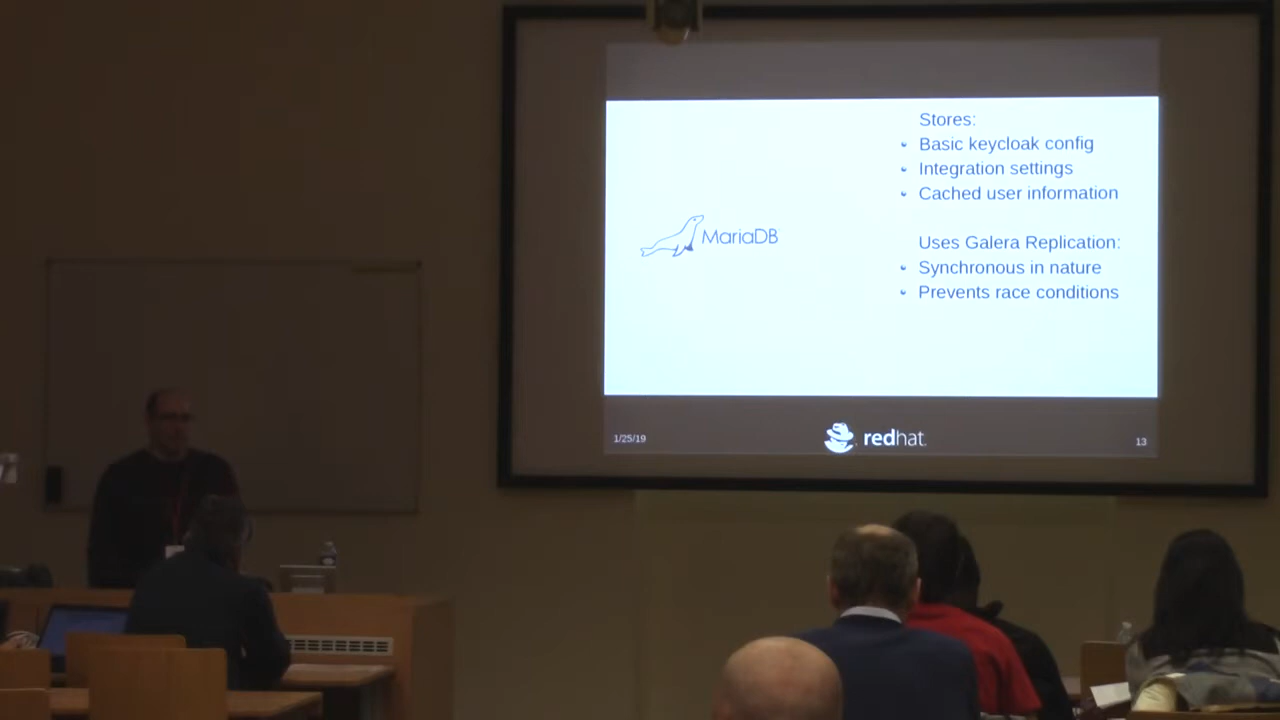 Stores:
Basic keycloak config
Integration settings
Cached user information
MariaDB
Uses Galera Replication:
Synchronous in nature
Prevents race conditions
1/25/19
redhat.
13